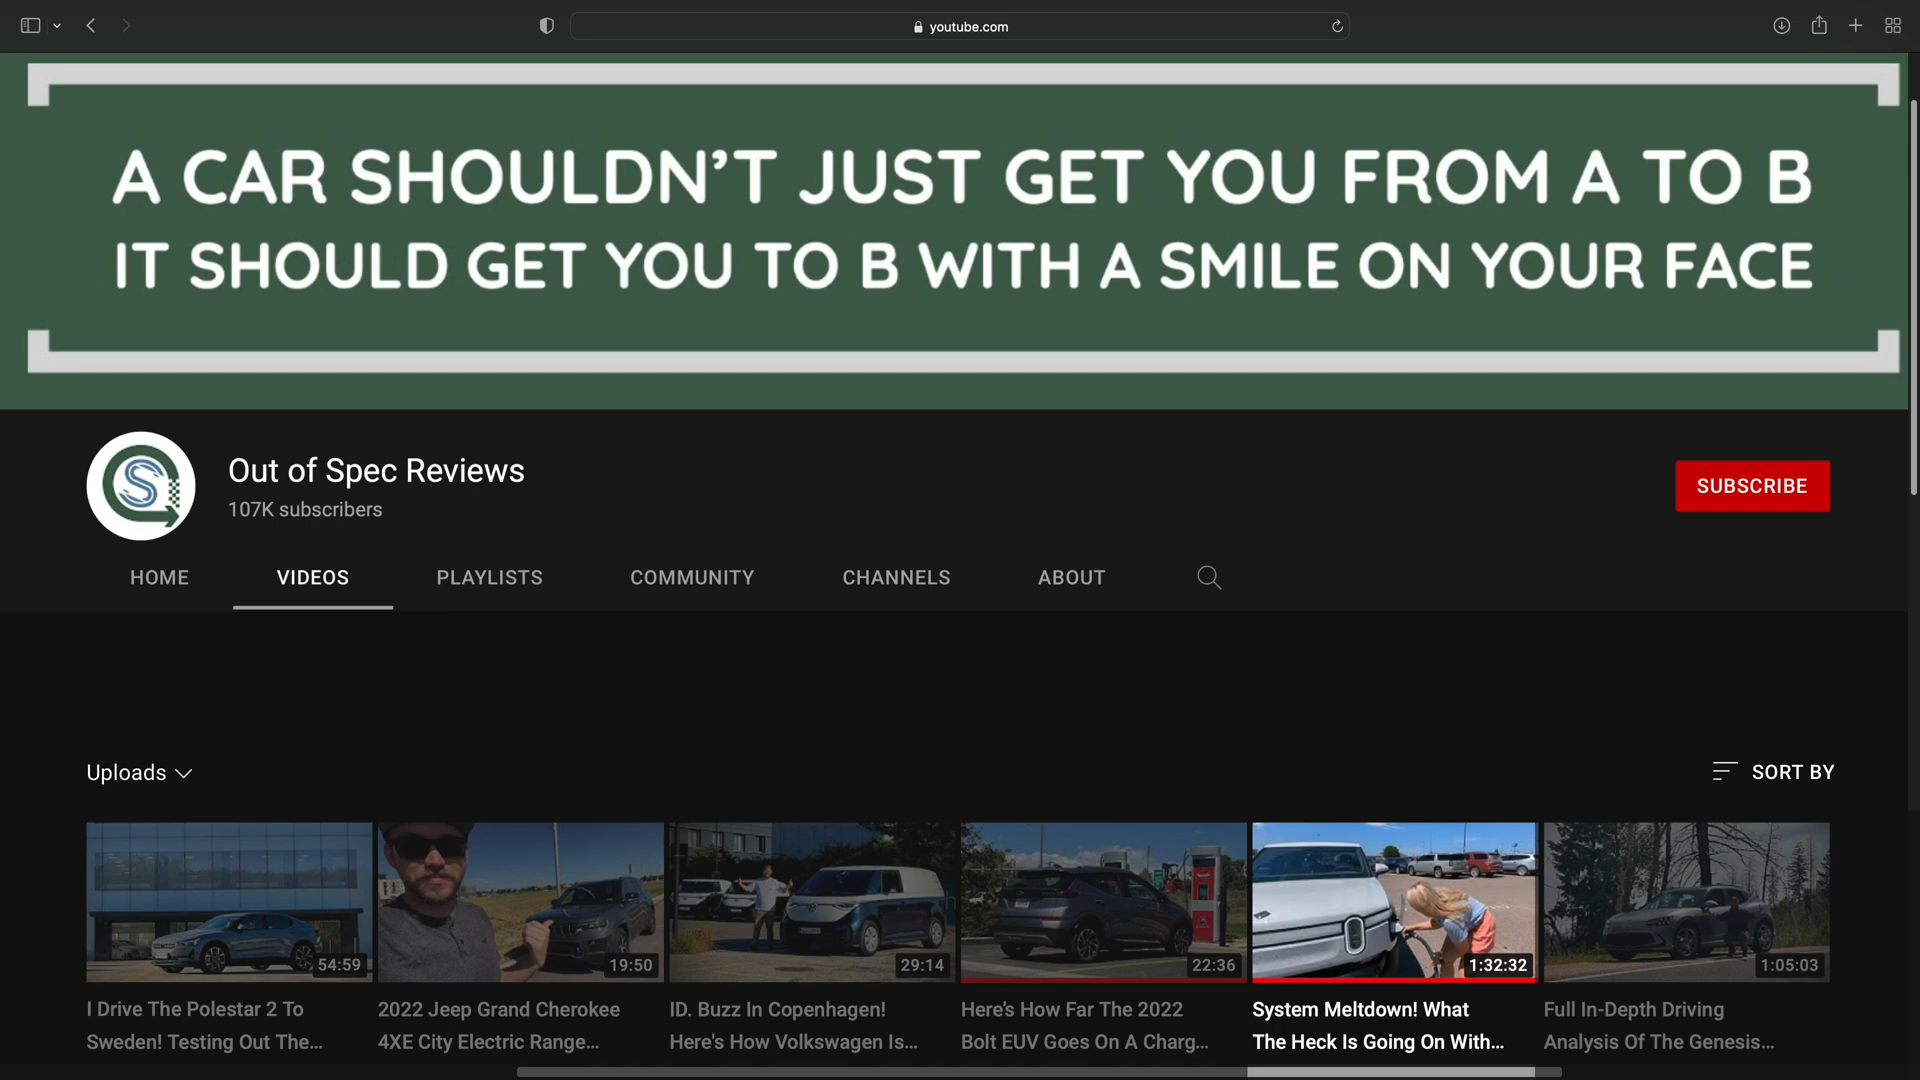 youtube.com
A CAR SHOULDN'T JUST GET YOU FROM A TO B
IT SHOULD GET YOU TO B WITH A SMILE ON YOUR FACE
Out of Spec Reviews
107K subscribers
SUBSCRIBE
HOME VIDEOS PLAYLISTS COMMUNITY CHANNELS ABOUT
Uploads
SORT BY
54:59
19:50
29:14
22:36
1:32:32
1:05:03
I Drive The Polestar 2 To
Sweden! Testing Out The...
2022 Jeep Grand Cherokee
4XE City Electric Range...
ID. Buzz In Copenhagen!
Here's How Volkswagen Is...
Here's How Far The 2022
Bolt EUV Goes On A Charg...
System Meltdown! What
The Heck Is Going On With...
Full In-Depth Driving
Analysis Of The Genesis...